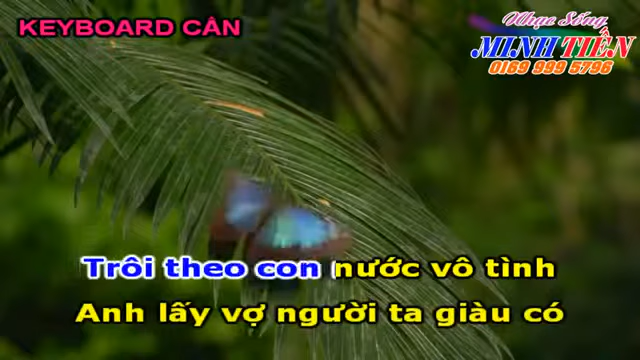 KEYBOARD CẦN
Nhạc Sống
MINH TIẾN
0169 999 5796
Trôi theo con nước vô tình
Anh lấy vợ người ta giàu có